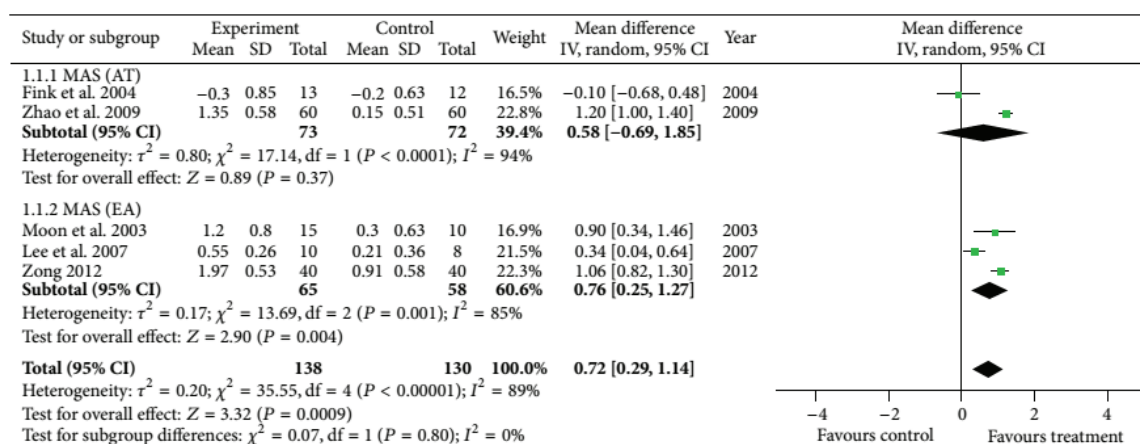 Study or subgroup Experiment Control Weight Mean difference Year Mean difference
Mean SD Total Mean SD Total IV, random, 95% CI IV, random, 95% CI
1.1.1 MAS (AT)
Fink et al. 2004 −0.3 0.85 13 −0.2 0.63 12 16.5% −0.10 [−0.68, 0.48] 2004
Zhao et al. 2009 1.35 0.58 60 0.15 0.51 60 22.8% 1.20 [1.00, 1.40] 2009
Subtotal (95% CI) 73 72 39.4% 0.58 [−0.69, 1.85]
Heterogeneity: τ² = 0.80; χ² = 17.14, df = 1 (P < 0.0001); I² = 94%
Test for overall effect: Z = 0.89 (P = 0.37)
1.1.2 MAS (EA)
Moon et al. 2003 1.2 0.8 15 0.3 0.63 10 16.9% 0.90 [0.34, 1.46] 2003
Lee et al. 2007 0.55 0.26 10 0.21 0.36 8 21.5% 0.34 [0.04, 0.64] 2007
Zong 2012 1.97 0.53 40 0.91 0.58 40 22.3% 1.06 [0.82, 1.30] 2012
Subtotal (95% CI) 65 58 60.6% 0.76 [0.25, 1.27]
Heterogeneity: τ² = 0.17; χ² = 13.69, df = 2 (P = 0.001); I² = 85%
Test for overall effect: Z = 2.90 (P = 0.004)
Total (95% CI) 138 130 100.0% 0.72 [0.29, 1.14]
Heterogeneity: τ² = 0.20; χ² = 35.55, df = 4 (P < 0.00001); I² = 89%
Test for overall effect: Z = 3.32 (P = 0.0009)
Test for subgroup differences: χ² = 0.07, df = 1 (P = 0.80); I² = 0%
−4 −2 0 2 4
Favours control Favours treatment